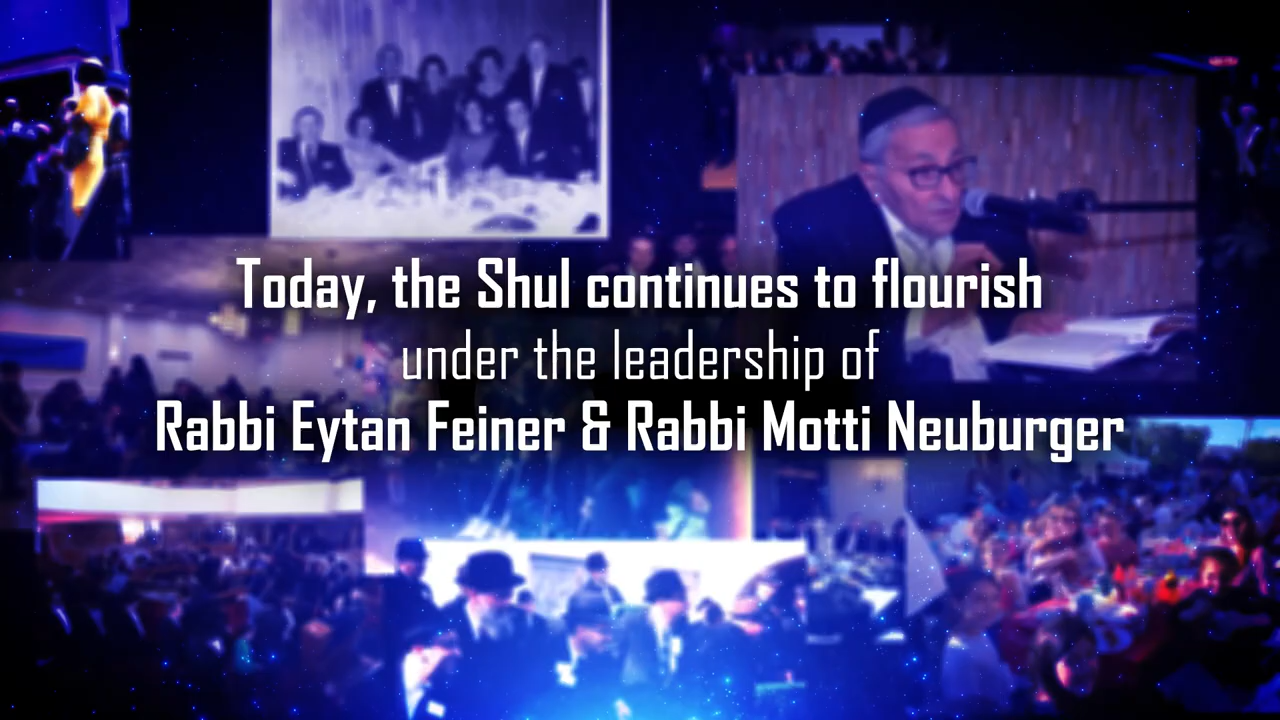 Today, the Shul continues to flourish
under the leadership of
Rabbi Eytan Feiner & Rabbi Motti Neuburger